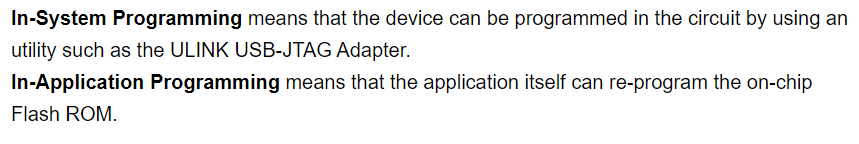 In-System Programming means that the device can be programmed in the circuit by using an
utility such as the ULINK USB-JTAG Adapter.
In-Application Programming means that the application itself can re-program the on-chip
Flash ROM.